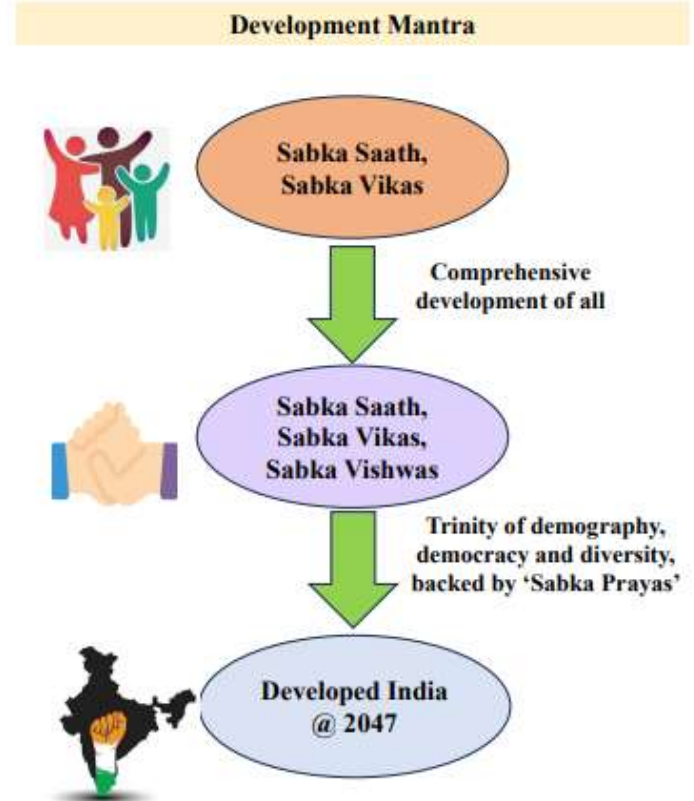 Development Mantra
Sabka Saath,
Sabka Vikas
Comprehensive
development of all
Sabka Saath,
Sabka Vikas,
Sabka Vishwas
Trinity of demography,
democracy and diversity,
backed by ‘Sabka Prayas’
Developed India
@ 2047